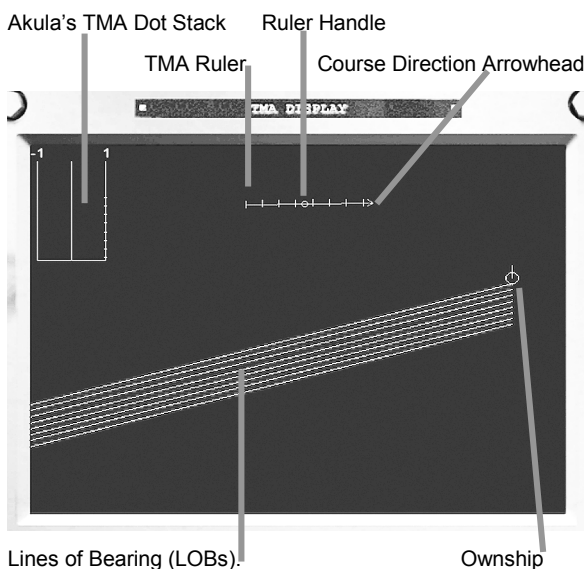 Akula's TMA Dot Stack Ruler Handle
TMA Ruler Course Direction Arrowhead
TMA DISPLAY
-1 1
Lines of Bearing (LOBs). Ownship